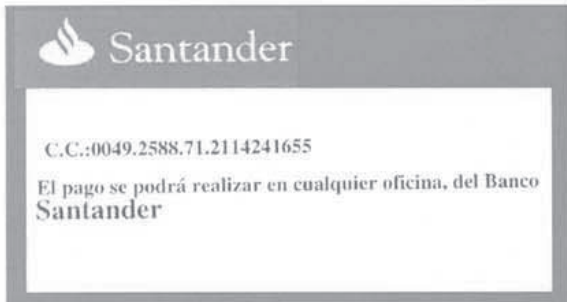 Santander
C.C.:0049.2588.71.2114241655
El pago se podrá realizar en cualquier oficina, del Banco
Santander